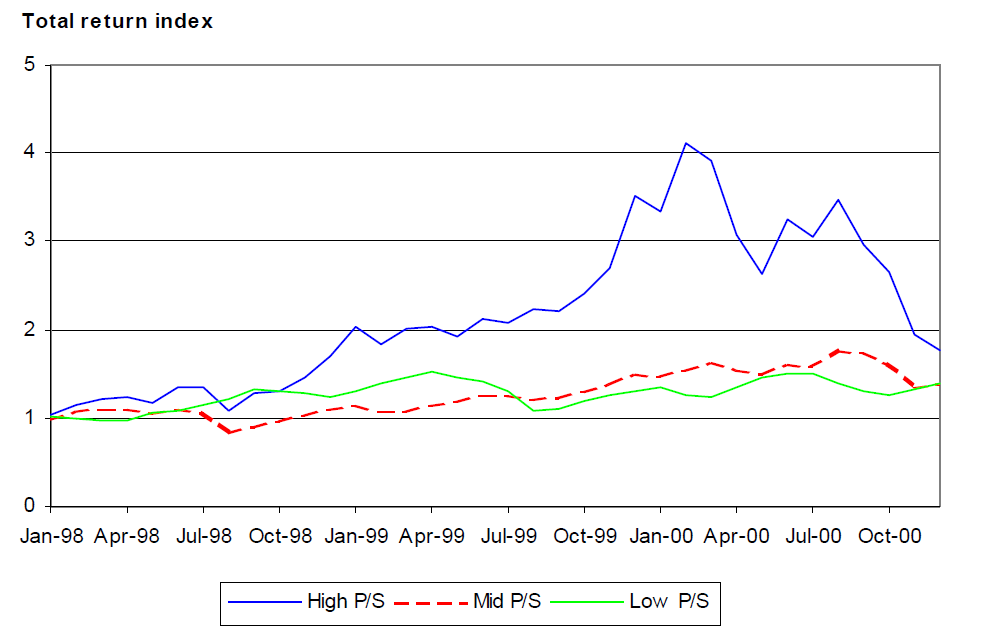 Total return index
5
4
3
2
1
0
Jan-98 Apr-98 Jul-98 Oct-98 Jan-99 Apr-99 Jul-99 Oct-99 Jan-00 Apr-00 Jul-00 Oct-00
High P/S Mid P/S Low P/S